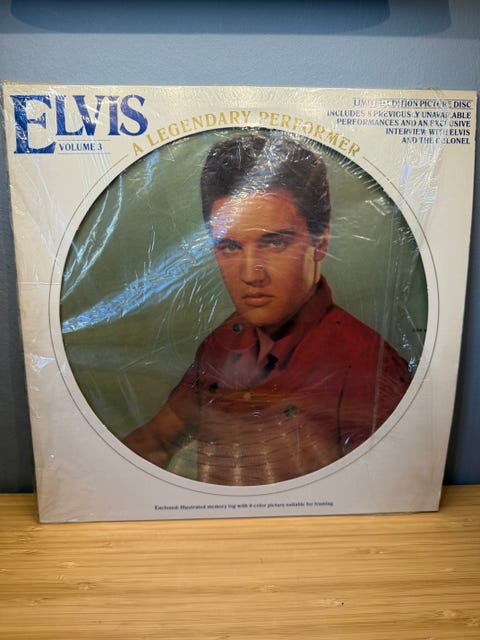 ELVIS
VOLUME 3
A LEGENDARY PERFORMER
LIMITED EDITION PICTURE DISC
INCLUDES 8 PREVIOUSLY UNAVAILABLE
PERFORMANCES AND AN EXCLUSIVE
INTERVIEW WITH ELVIS
AND THE COLONEL
Enclosed: Illustrated memory log with 4-color picture suitable for framing